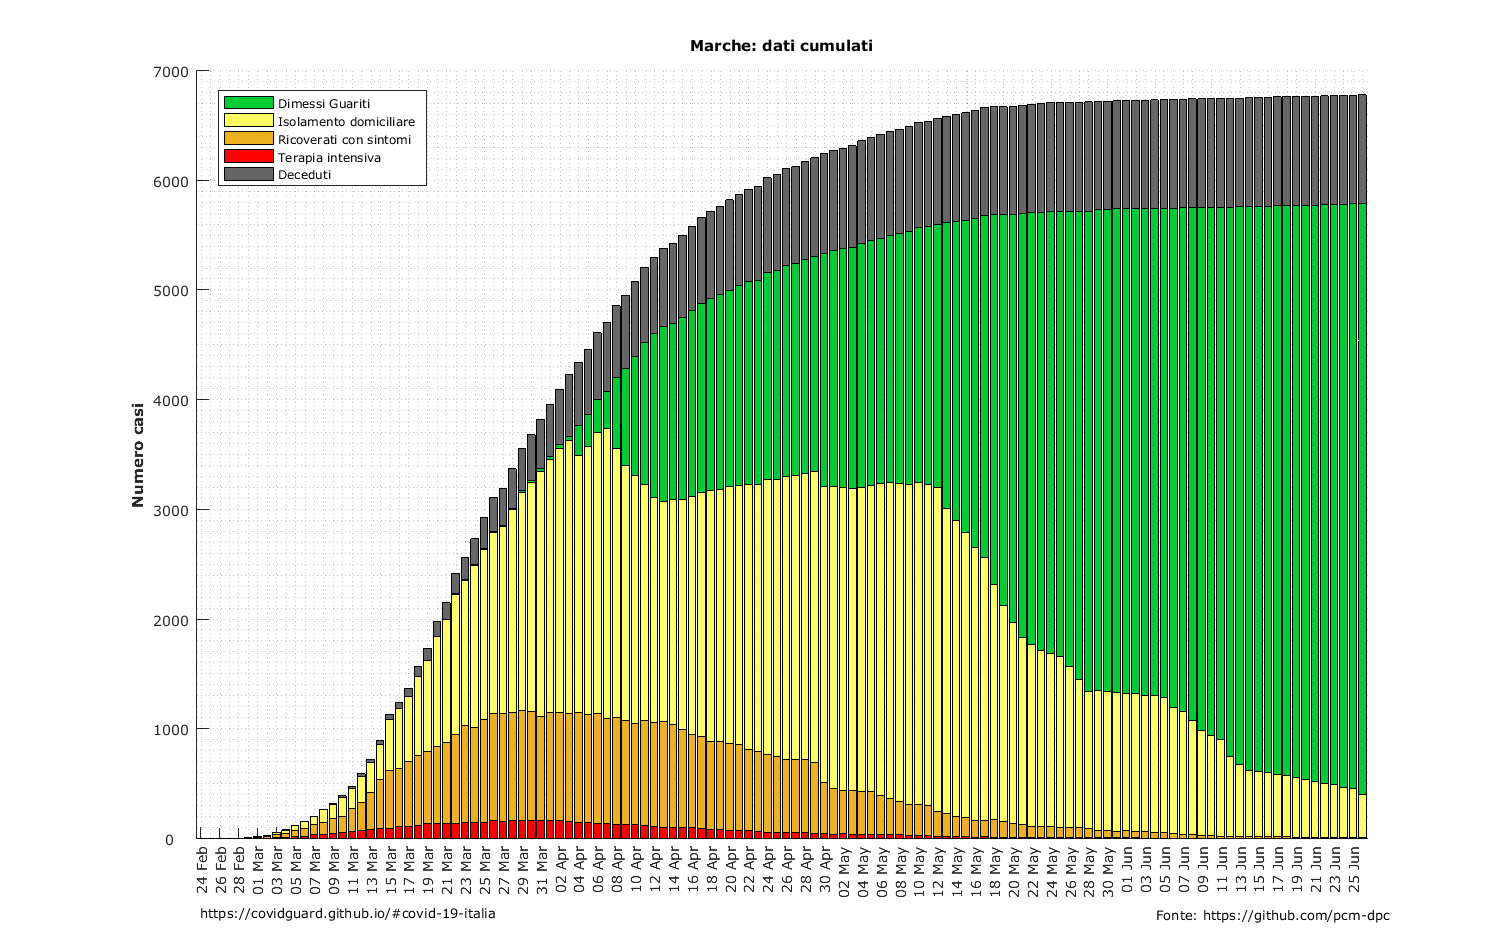 Marche: dati cumulati
7000
6000
5000
4000
3000
2000
1000
0
Numero casi
Dimessi Guariti
Isolamento domiciliare
Ricoverati con sintomi
Terapia intensiva
Deceduti
24 Feb
26 Feb
28 Feb
01 Mar
03 Mar
05 Mar
07 Mar
09 Mar
11 Mar
13 Mar
15 Mar
17 Mar
19 Mar
21 Mar
23 Mar
25 Mar
27 Mar
29 Mar
31 Mar
02 Apr
04 Apr
06 Apr
08 Apr
10 Apr
12 Apr
14 Apr
16 Apr
18 Apr
20 Apr
22 Apr
24 Apr
26 Apr
28 Apr
30 Apr
02 May
04 May
06 May
08 May
10 May
12 May
14 May
16 May
18 May
20 May
22 May
24 May
26 May
28 May
30 May
01 Jun
03 Jun
05 Jun
07 Jun
09 Jun
11 Jun
13 Jun
15 Jun
17 Jun
19 Jun
21 Jun
23 Jun
25 Jun
https://covidguard.github.io/#covid-19-italia
Fonte: https://github.com/pcm-dpc